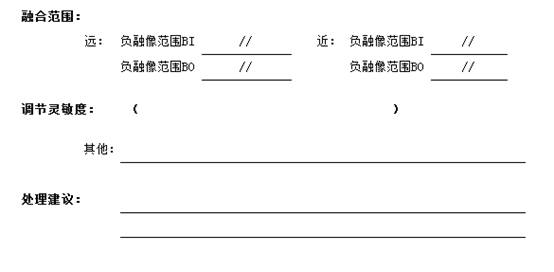 融合范围:
远: 负融像范围BI // 近: 负融像范围BI //
负融像范围BO // 负融像范围BO //
调节灵敏度: ( )
其他:
处理建议: